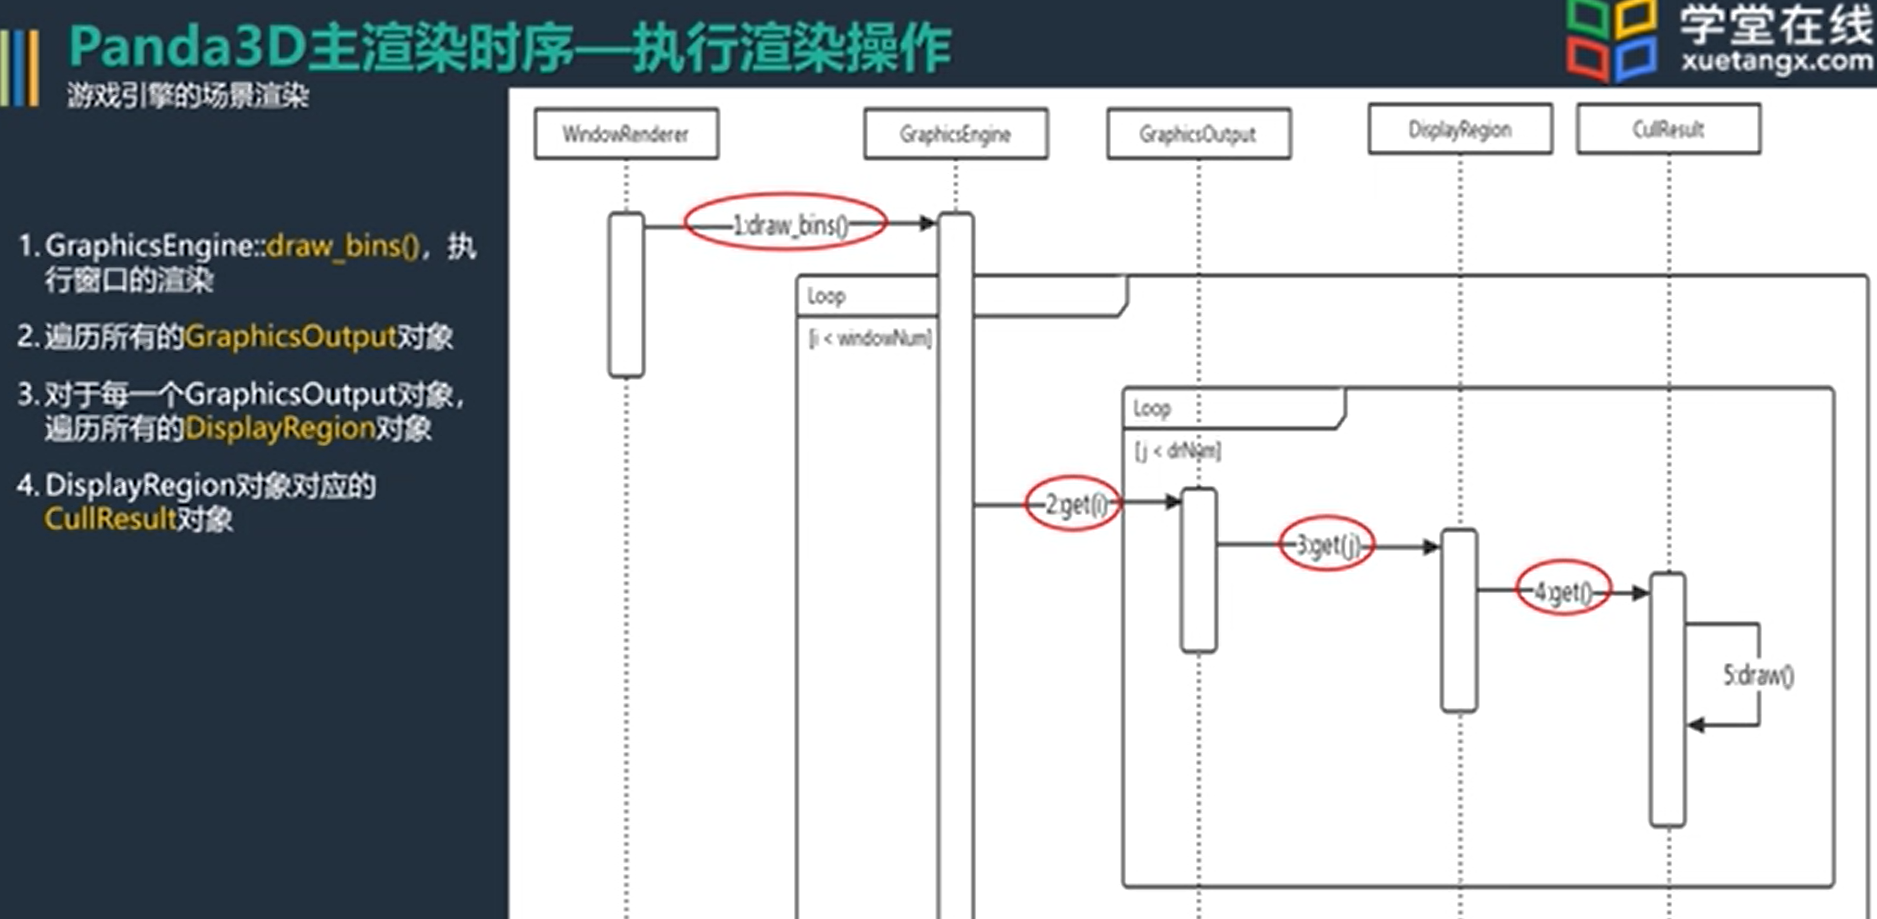 Panda3D主渲染时序—执行渲染操作
游戏引擎的场景渲染
学堂在线
xuetangx.com
1. GraphicsEngine::draw_bins()，执
行窗口的渲染
2. 遍历所有的GraphicsOutput对象
3. 对于每一个GraphicsOutput对象，
遍历所有的DisplayRegion对象
4. DisplayRegion对象对应的
CullResult对象
WindowRenderer
GraphicsEngine
GraphicsOutput
DisplayRegion
CullResult
1:draw_bins()
Loop
[i < windowNum]
Loop
[j < drNum]
2:get(i)
3:get(j)
4:get()
5:draw()